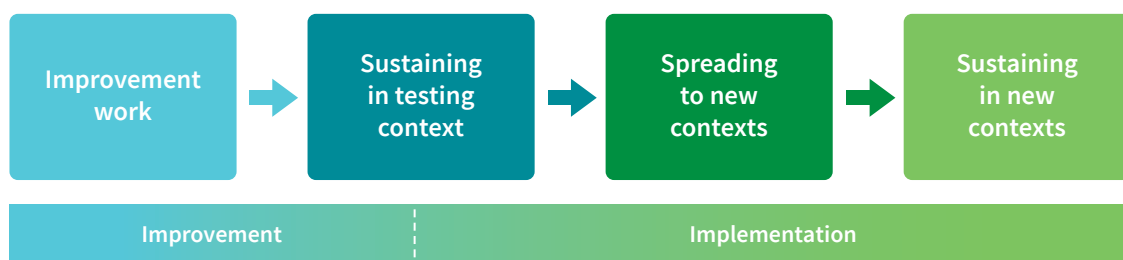 Improvement
work
Sustaining
in testing
context
Spreading
to new
contexts
Sustaining
in new
contexts
Improvement
Implementation